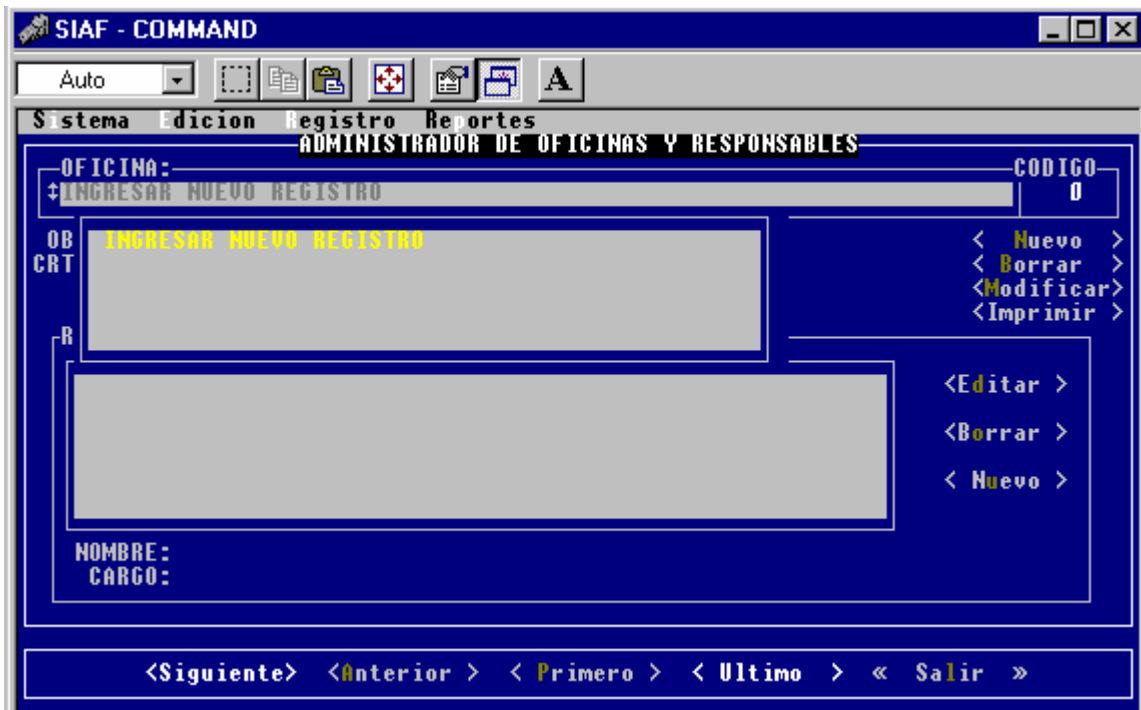 SIAF - COMMAND
Auto
A
Sistema Edicion Registro Reportes
ADMINISTRADOR DE OFICINAS Y RESPONSABLES
OFICINA: CODIGO
INGRESAR NUEVO REGISTRO 0
OB INGRESAR NUEVO REGISTRO < Nuevo >
CRT < Borrar >
<Modificar>
<Imprimir >
R
<Editar >
<Borrar >
< Nuevo >
NOMBRE:
CARGO:
<Siguiente> <Anterior > < Primero > < Ultimo > « Salir »